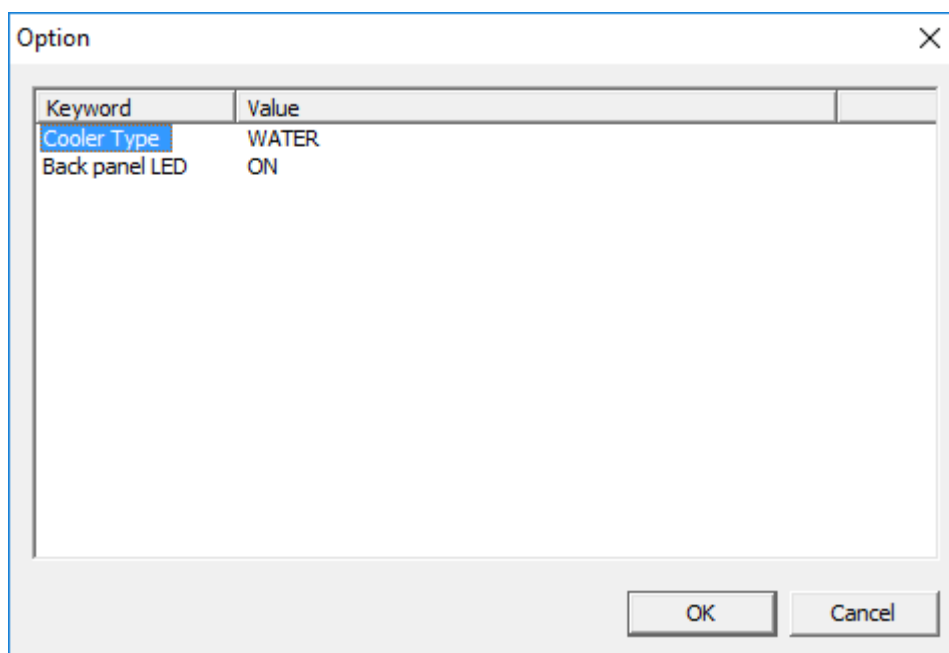 Option
Keyword Value
Cooler Type WATER
Back panel LED ON
OK Cancel